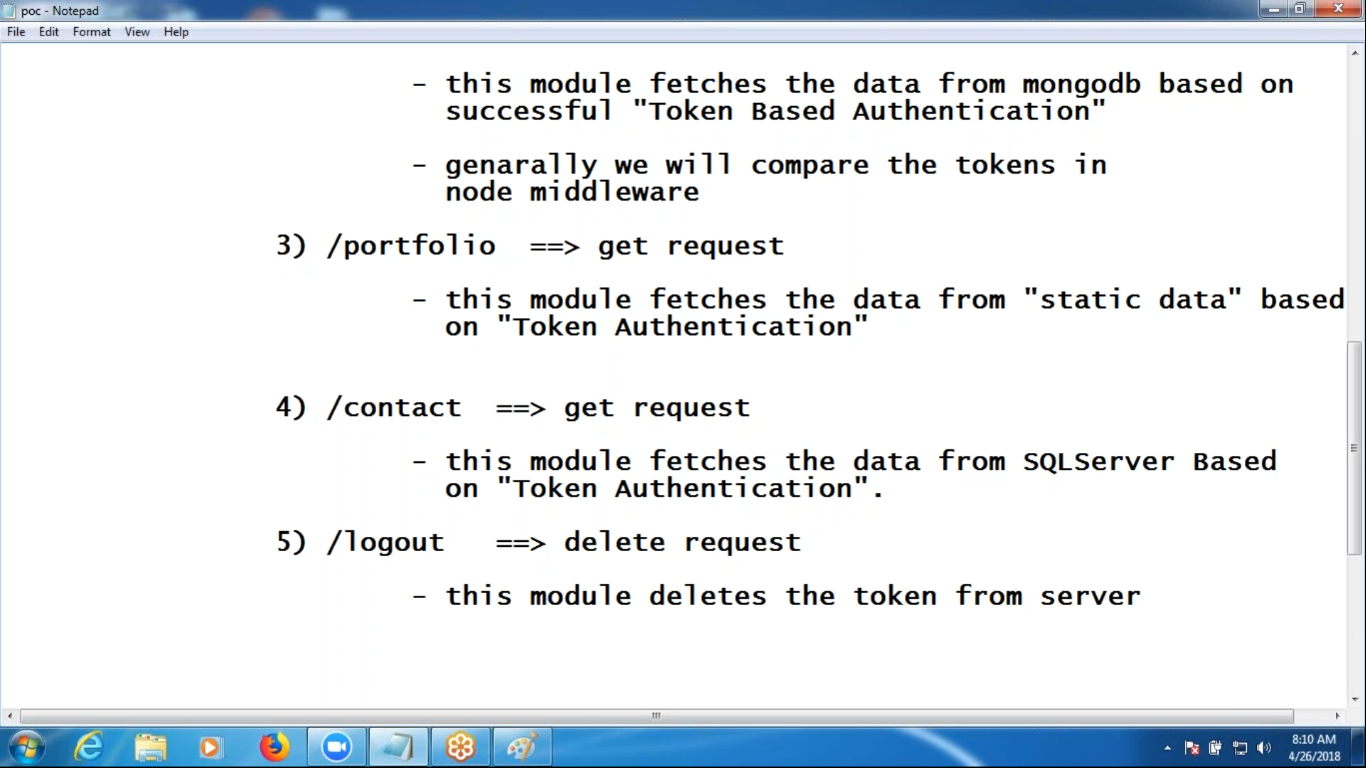 poc - Notepad
File Edit Format View Help
- this module fetches the data from mongodb based on
successful "Token Based Authentication"
- genarally we will compare the tokens in
node middleware
3) /portfolio ==> get request
- this module fetches the data from "static data" based
on "Token Authentication"
4) /contact ==> get request
- this module fetches the data from SQLServer Based
on "Token Authentication".
5) /logout ==> delete request
- this module deletes the token from server
8:10 AM
4/26/2018